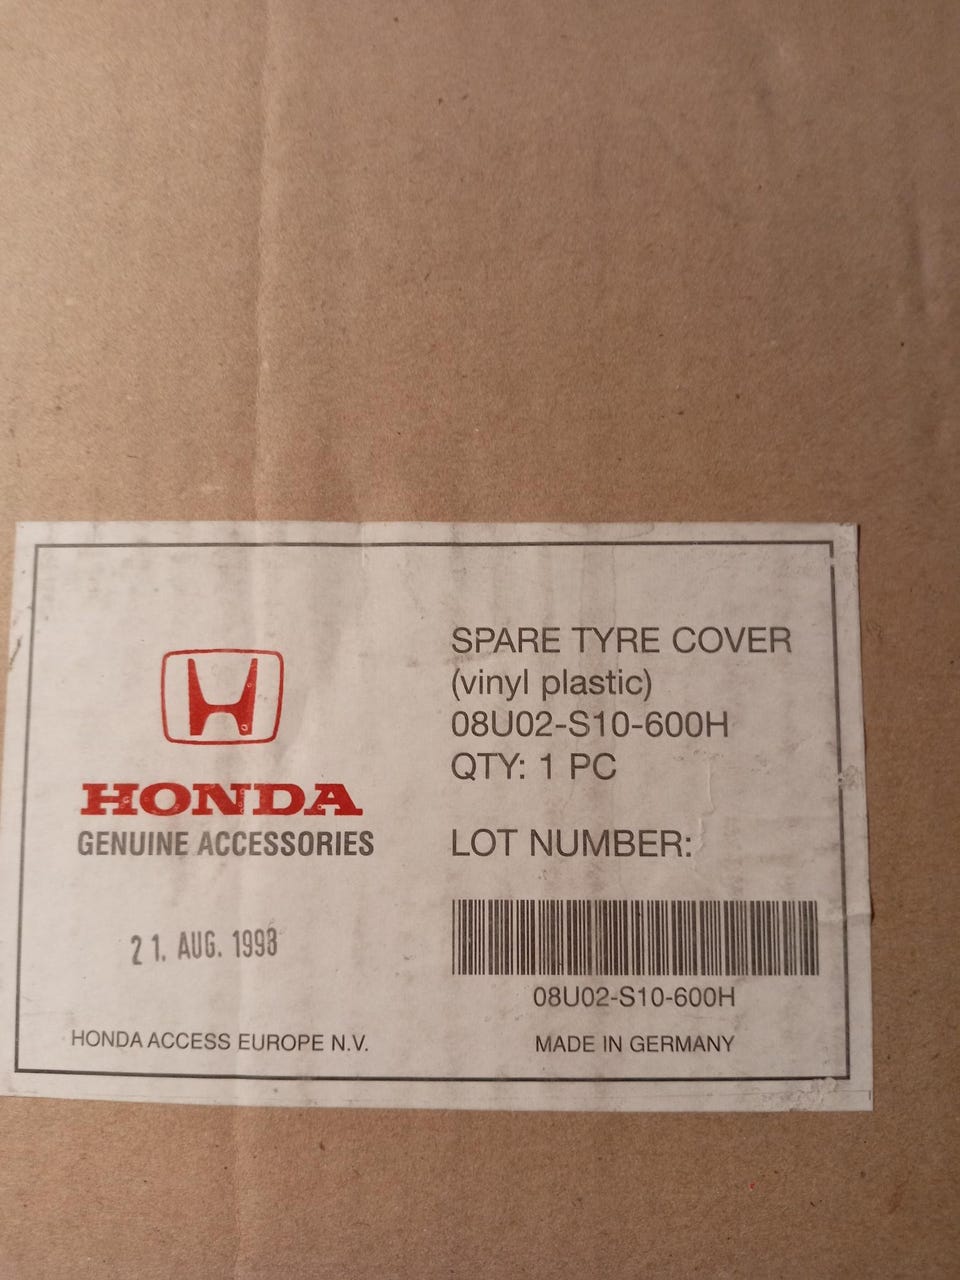 HONDA
GENUINE ACCESSORIES
21. AUG. 1998
HONDA ACCESS EUROPE N.V.
SPARE TYRE COVER
(vinyl plastic)
08U02-S10-600H
QTY: 1 PC
LOT NUMBER:
08U02-S10-600H
MADE IN GERMANY